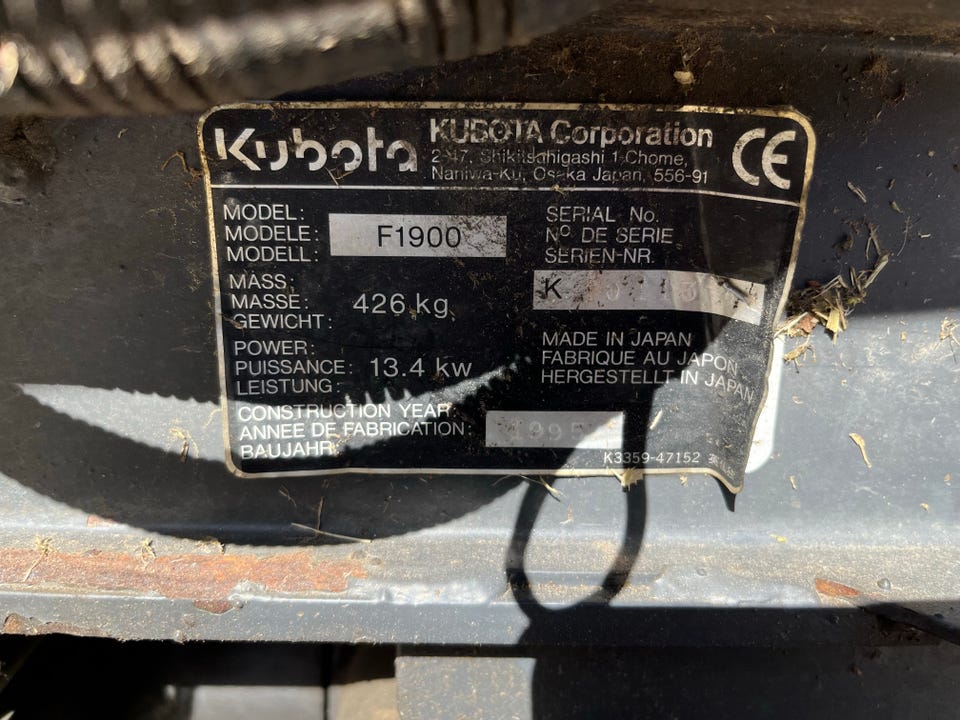 Kubota
KUBOTA Corporation
2-47, Shikitsuhigashi 1-Chome,
Naniwa-Ku, Osaka Japan, 556-91
CE
MODEL:
MODELE:
MODELL:
F1900
SERIAL No.
Nº DE SERIE
SERIEN-NR.
K
MASS:
MASSE:
GEWICHT:
426 kg
POWER:
PUISSANCE:
LEISTUNG:
13.4 kw
MADE IN JAPAN
FABRIQUE AU JAPON
HERGESTELLT IN JAPAN
CONSTRUCTION YEAR:
ANNEE DE FABRICATION:
BAUJAHR:
1995
K3359-47152